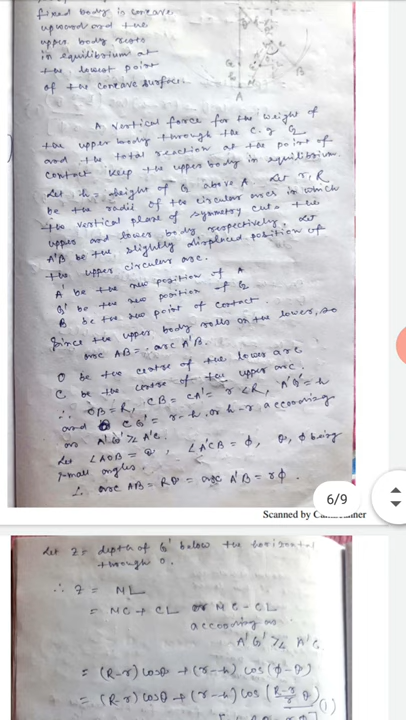 fixed body is concave
upward and the
upper body rests
in equilibrium at
the lowest point
of the concave surface.
A vertical force for the weight of
the upper body through the c.g. G
and the total reaction at the point of
contact keep the upper body in equilibrium.
Let h = height of G above A. Let r, R
be the radii of the circular arcs in which
the vertical plane of symmetry cuts the
upper and lower body respectively. Let
A'B be the slightly displaced position of
the upper circular arc.
A' be the new position of A
G' be the new position of G
B be the new point of contact.
Since the upper body rolls on the lower, so
arc AB = arc A'B.
O be the centre of the lower arc
C be the centre of the upper arc.
∴ OB = R, CB = CA' = r < R, A'G' = h
and CG' = r-h, or h-r, according
as A'G' ≷ A'C.
Let ∠AOB = θ, ∠A'CB = φ, θ, φ being
small angles.
∴ arc AB = Rθ = arc A'B = rφ.
6/9
Scanned by CamScanner
Let Z = depth of G' below the horizontal
through O.
∴ Z = ML
= MC + CL or MC - CL
according as
A'G' ≷ A'C
= (R-r) cosθ + (r-h) cos (φ-θ)
= (R-r) cosθ + (r-h) cos (R-r/r θ)
(1)